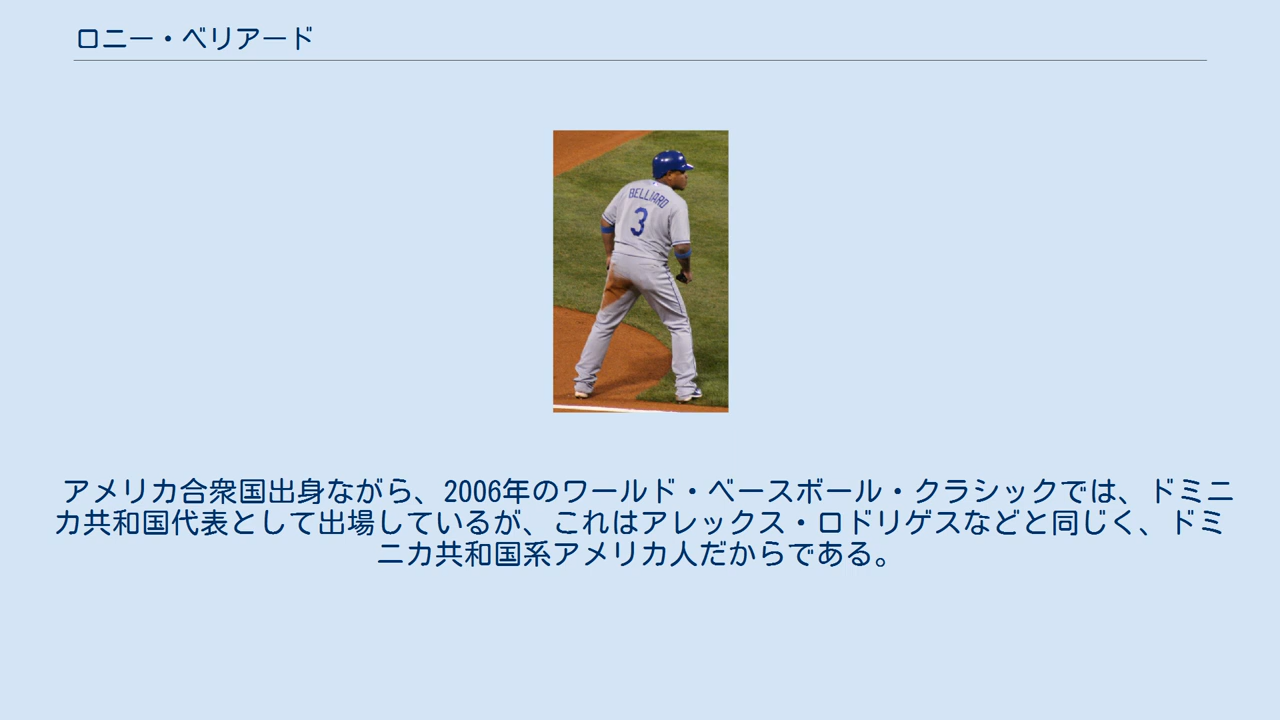 ロニー・ベリアード
BELLIARD
3
アメリカ合衆国出身ながら、2006年のワールド・ベースボール・クラシックでは、ドミニ
カ共和国代表として出場しているが、これはアレックス・ロドリゲスなどと同じく、ドミ
ニカ共和国系アメリカ人だからである。